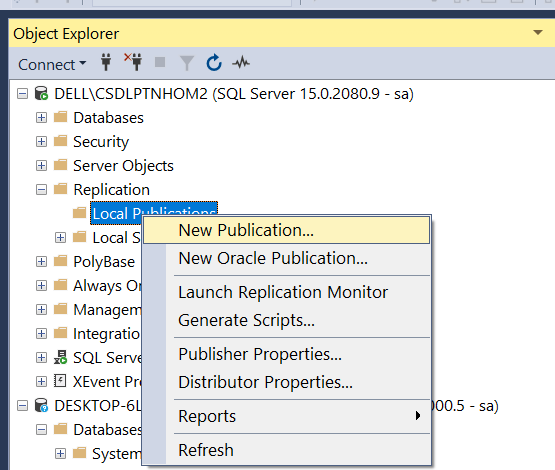 Object Explorer
Connect
DELL\CSDLPTNHOM2 (SQL Server 15.0.2080.9 - sa)
Databases
Security
Server Objects
Replication
Local Publications
New Publication...
Local S
New Oracle Publication...
PolyBase
Always O
Launch Replication Monitor
Managem
Generate Scripts...
Integration
SQL Serve
Publisher Properties...
XEvent Pr
Distributor Properties...
DESKTOP-6L 000.5 - sa)
Reports
Databases
System
Refresh